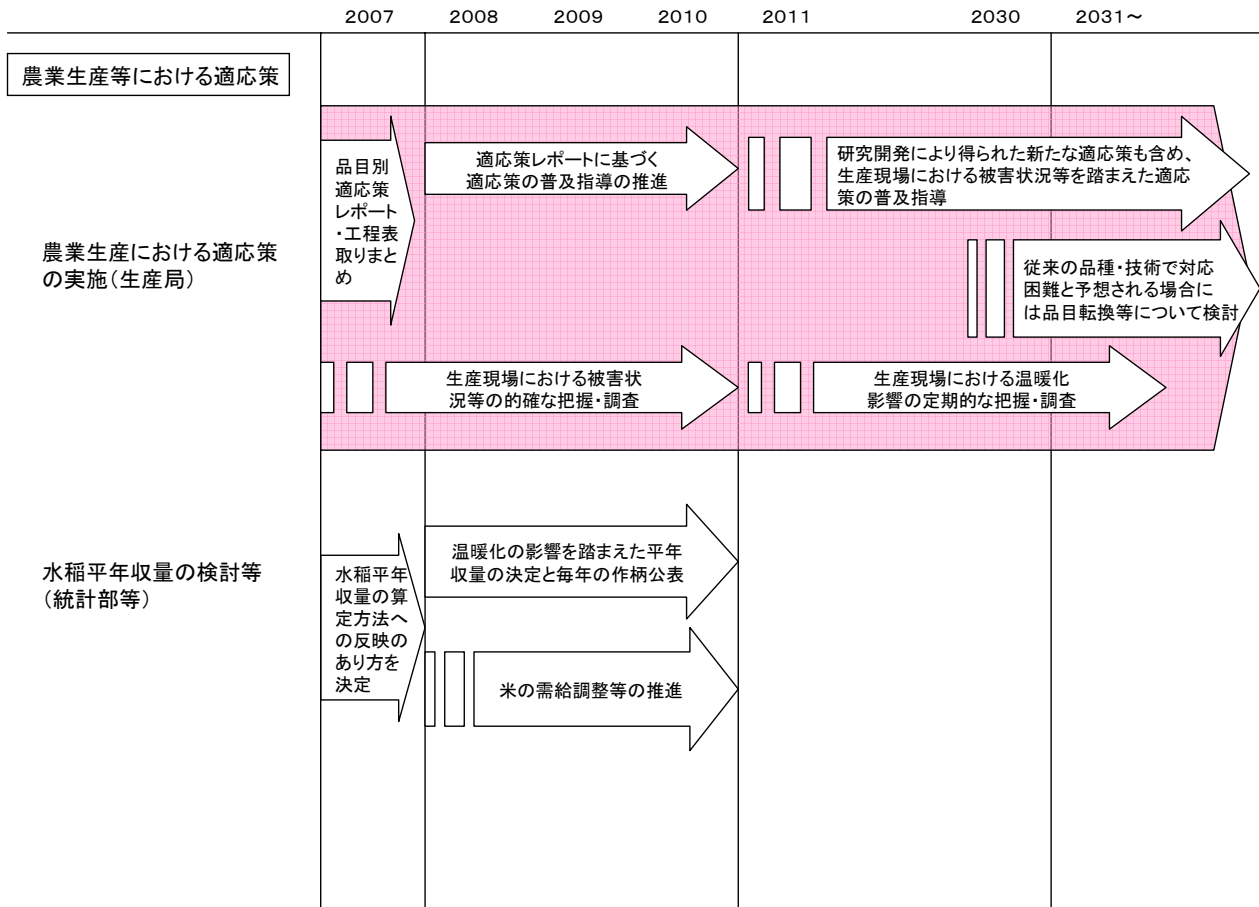 2007 2008 2009 2010 2011 2030 2031～
農業生産等における適応策
農業生産における適応策
の実施（生産局）
品目別
適応策
レポート
・工程表
取りまと
め
適応策レポートに基づく
適応策の普及指導の推進
研究開発により得られた新たな適応策も含め、
生産現場における被害状況等を踏まえた適応
策の普及指導
従来の品種・技術で対応
困難と予想される場合に
は品目転換等について検討
生産現場における被害状
況等の的確な把握・調査
生産現場における温暖化
影響の定期的な把握・調査
水稲平年収量の検討等
（統計部等）
水稲平年
収量の算
定方法へ
の反映の
あり方を
決定
温暖化の影響を踏まえた平年
収量の決定と毎年の作柄公表
米の需給調整等の推進